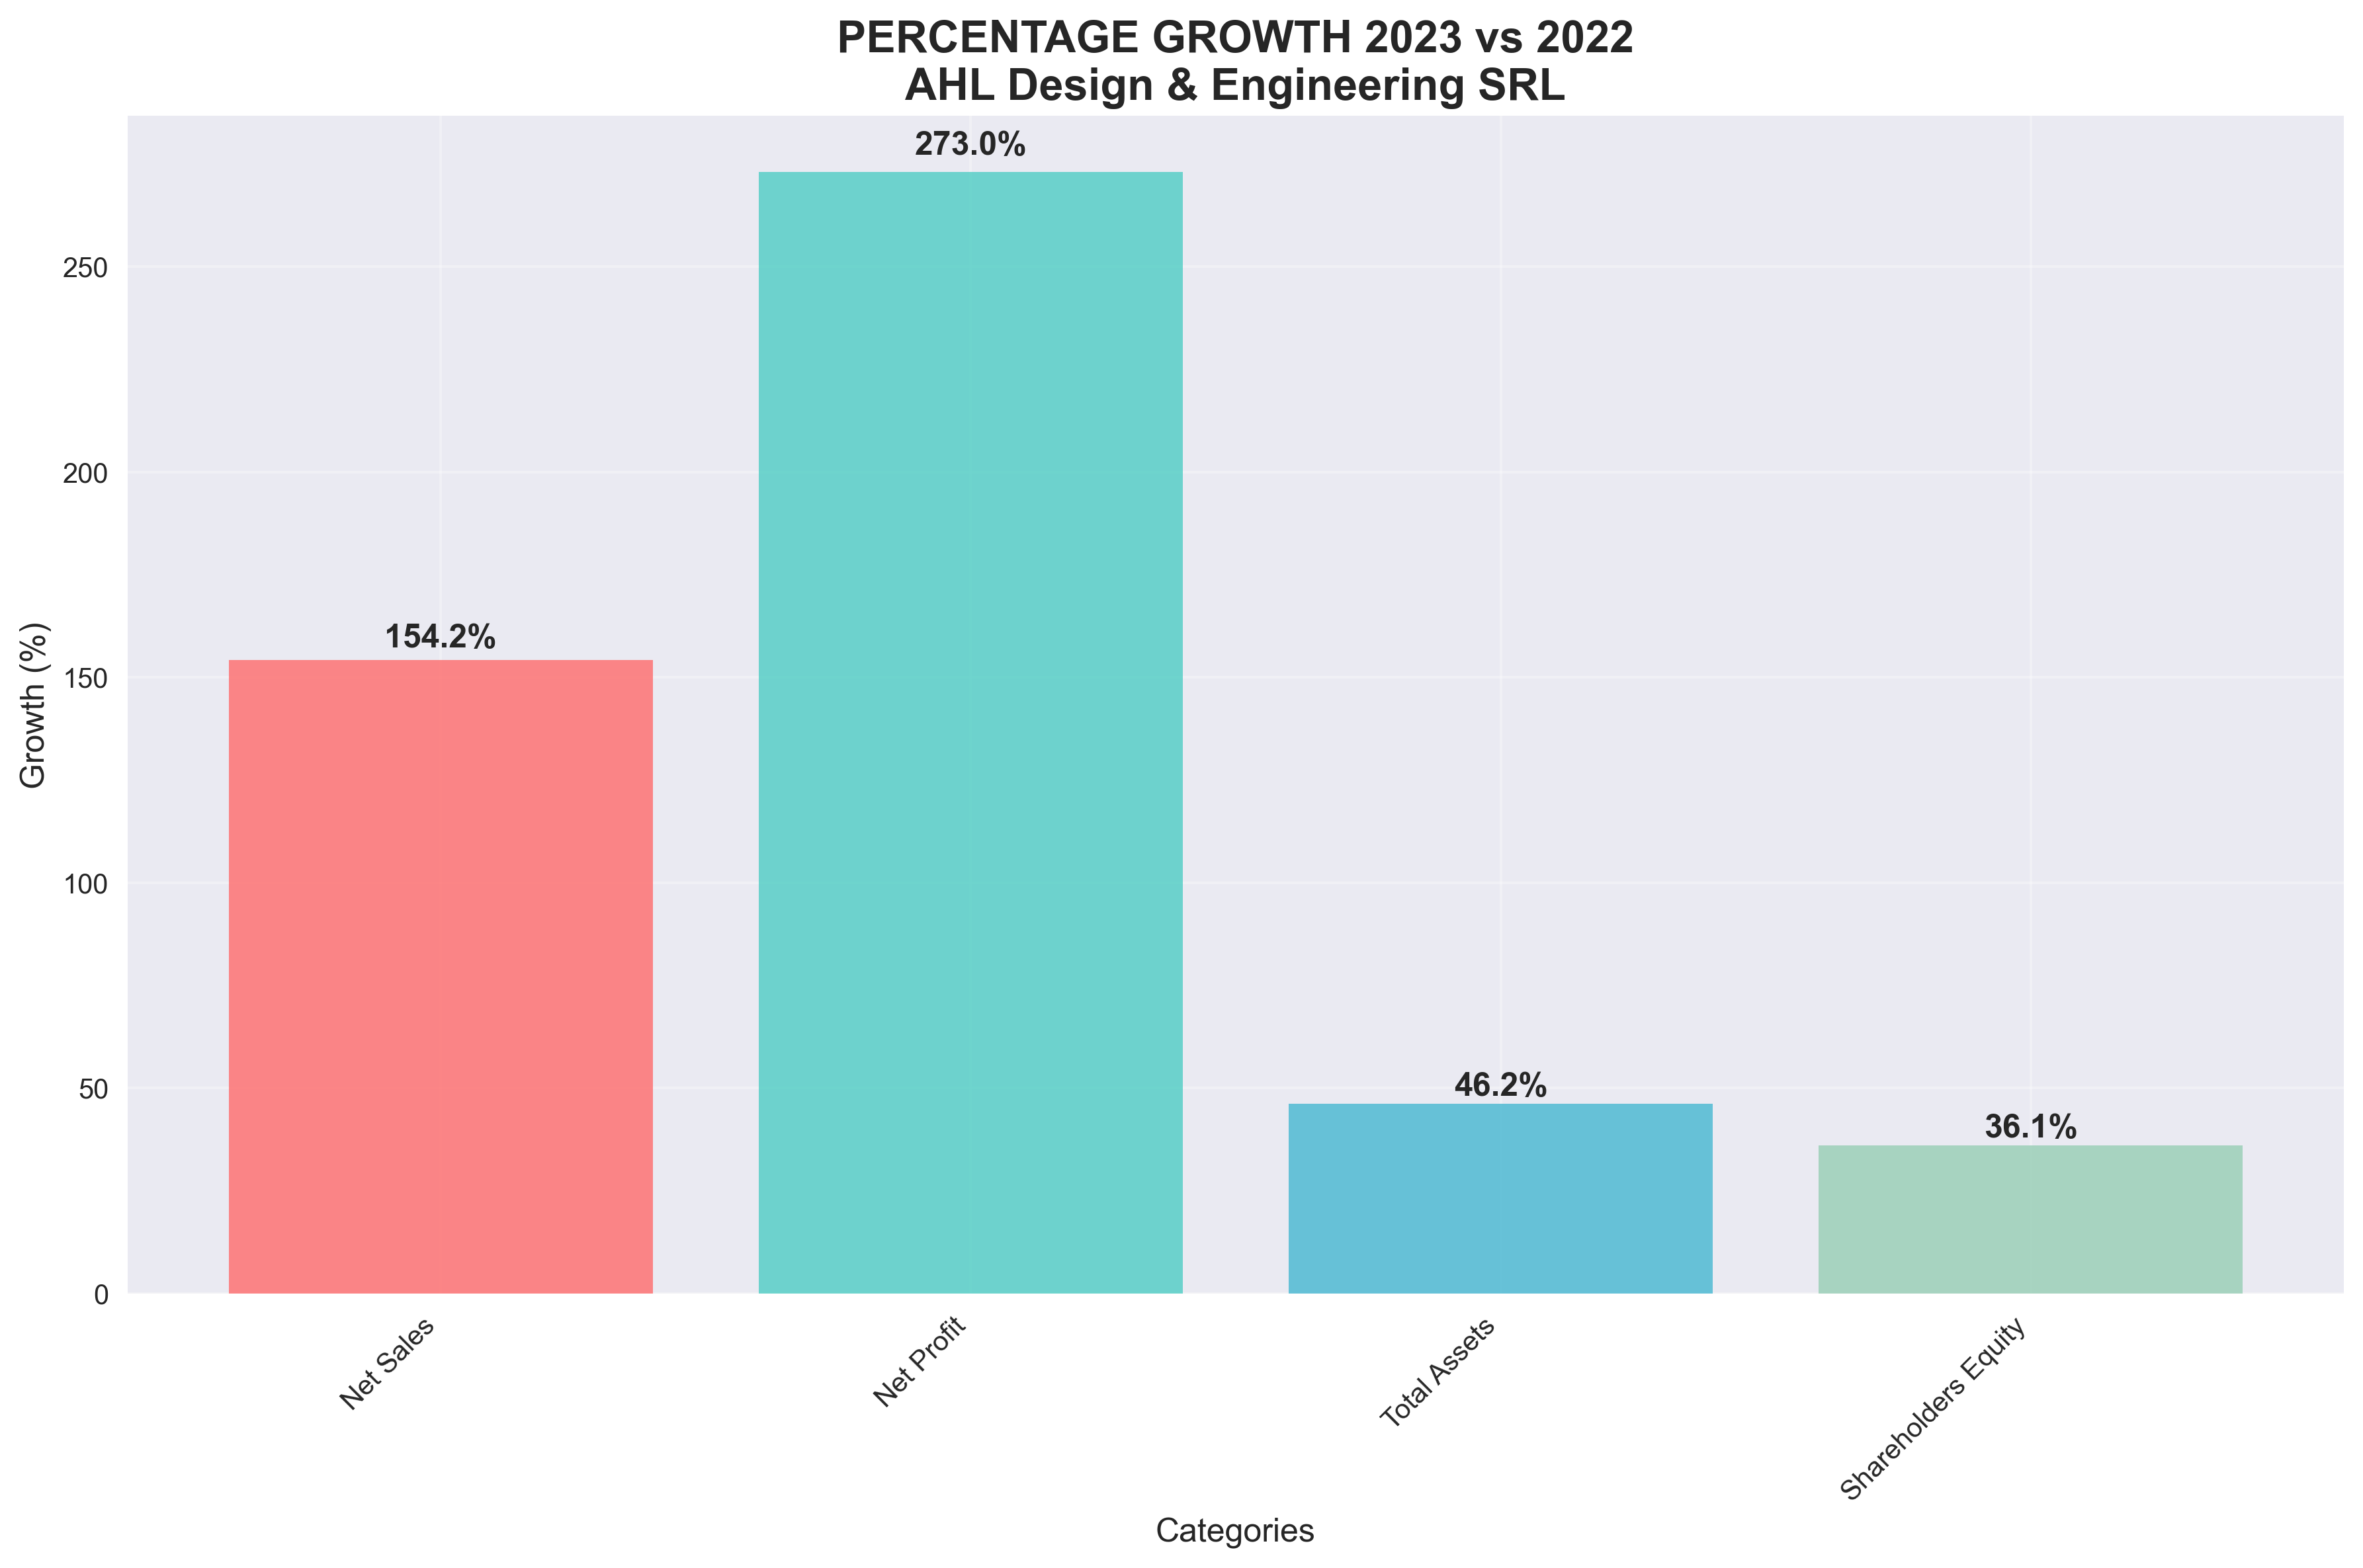 PERCENTAGE GROWTH 2023 vs 2022
AHL Design & Engineering SRL
Growth (%)
250
200
150
100
50
0
154.2%
273.0%
46.2%
36.1%
Net Sales
Net Profit
Total Assets
Shareholders Equity
Categories